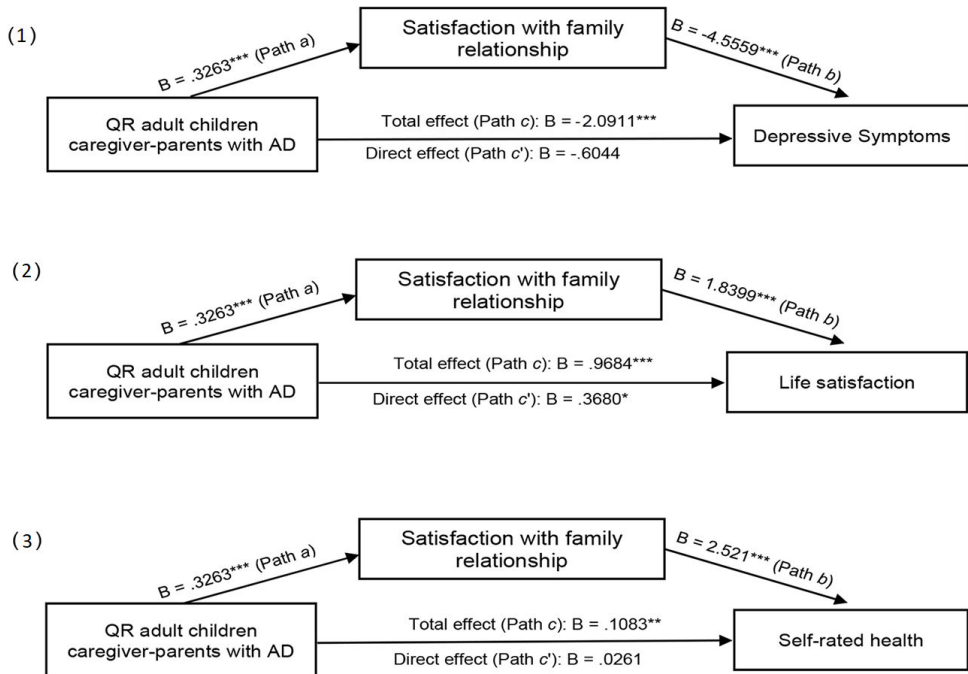 (1)
Satisfaction with family
relationship
B = .3263*** (Path a)
B = -4.5559*** (Path b)
QR adult children
caregiver-parents with AD
Total effect (Path c): B = -2.0911***
Direct effect (Path c'): B = -.6044
Depressive Symptoms
(2)
Satisfaction with family
relationship
B = .3263*** (Path a)
B = 1.8399*** (Path b)
QR adult children
caregiver-parents with AD
Total effect (Path c): B = .9684***
Direct effect (Path c'): B = .3680*
Life satisfaction
(3)
Satisfaction with family
relationship
B = .3263*** (Path a)
B = 2.521*** (Path b)
QR adult children
caregiver-parents with AD
Total effect (Path c): B = .1083**
Direct effect (Path c'): B = .0261
Self-rated health